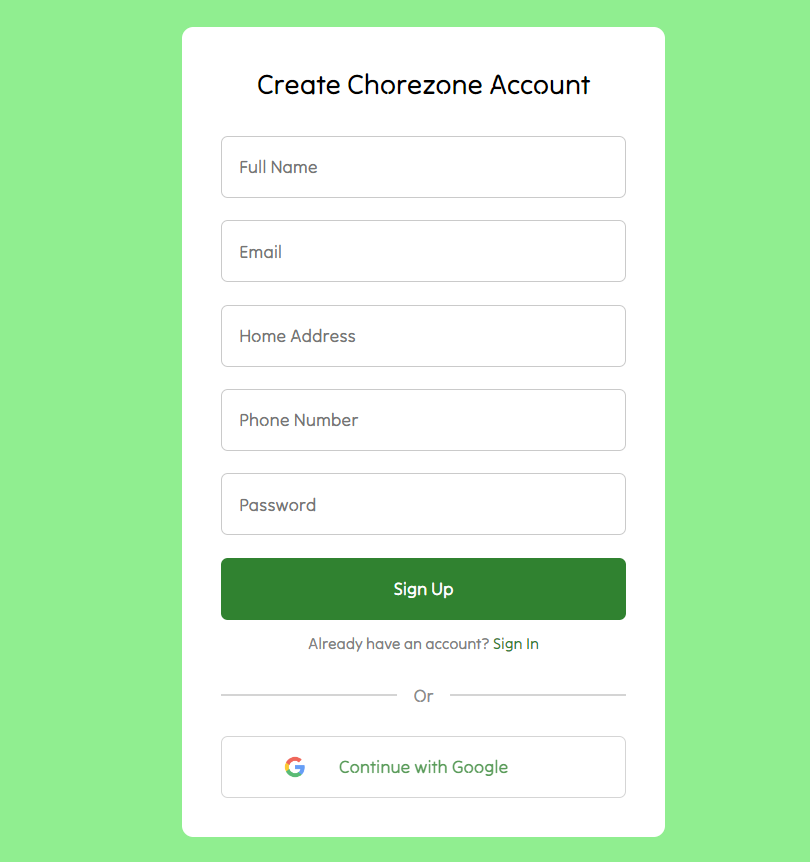 Create Chorezone Account
Full Name
Email
Home Address
Phone Number
Password
Sign Up
Already have an account? Sign In
Or
Continue with Google